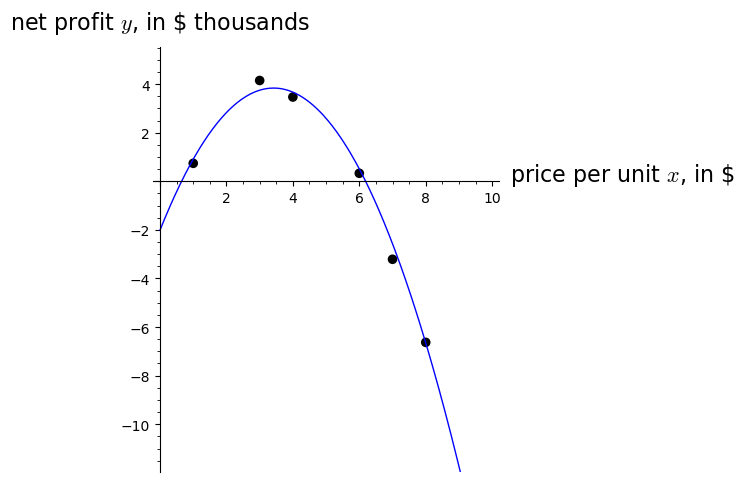 net profit y, in $ thousands
4
2
price per unit x, in $
2 4 6 8 10
−2
−4
−6
−8
−10